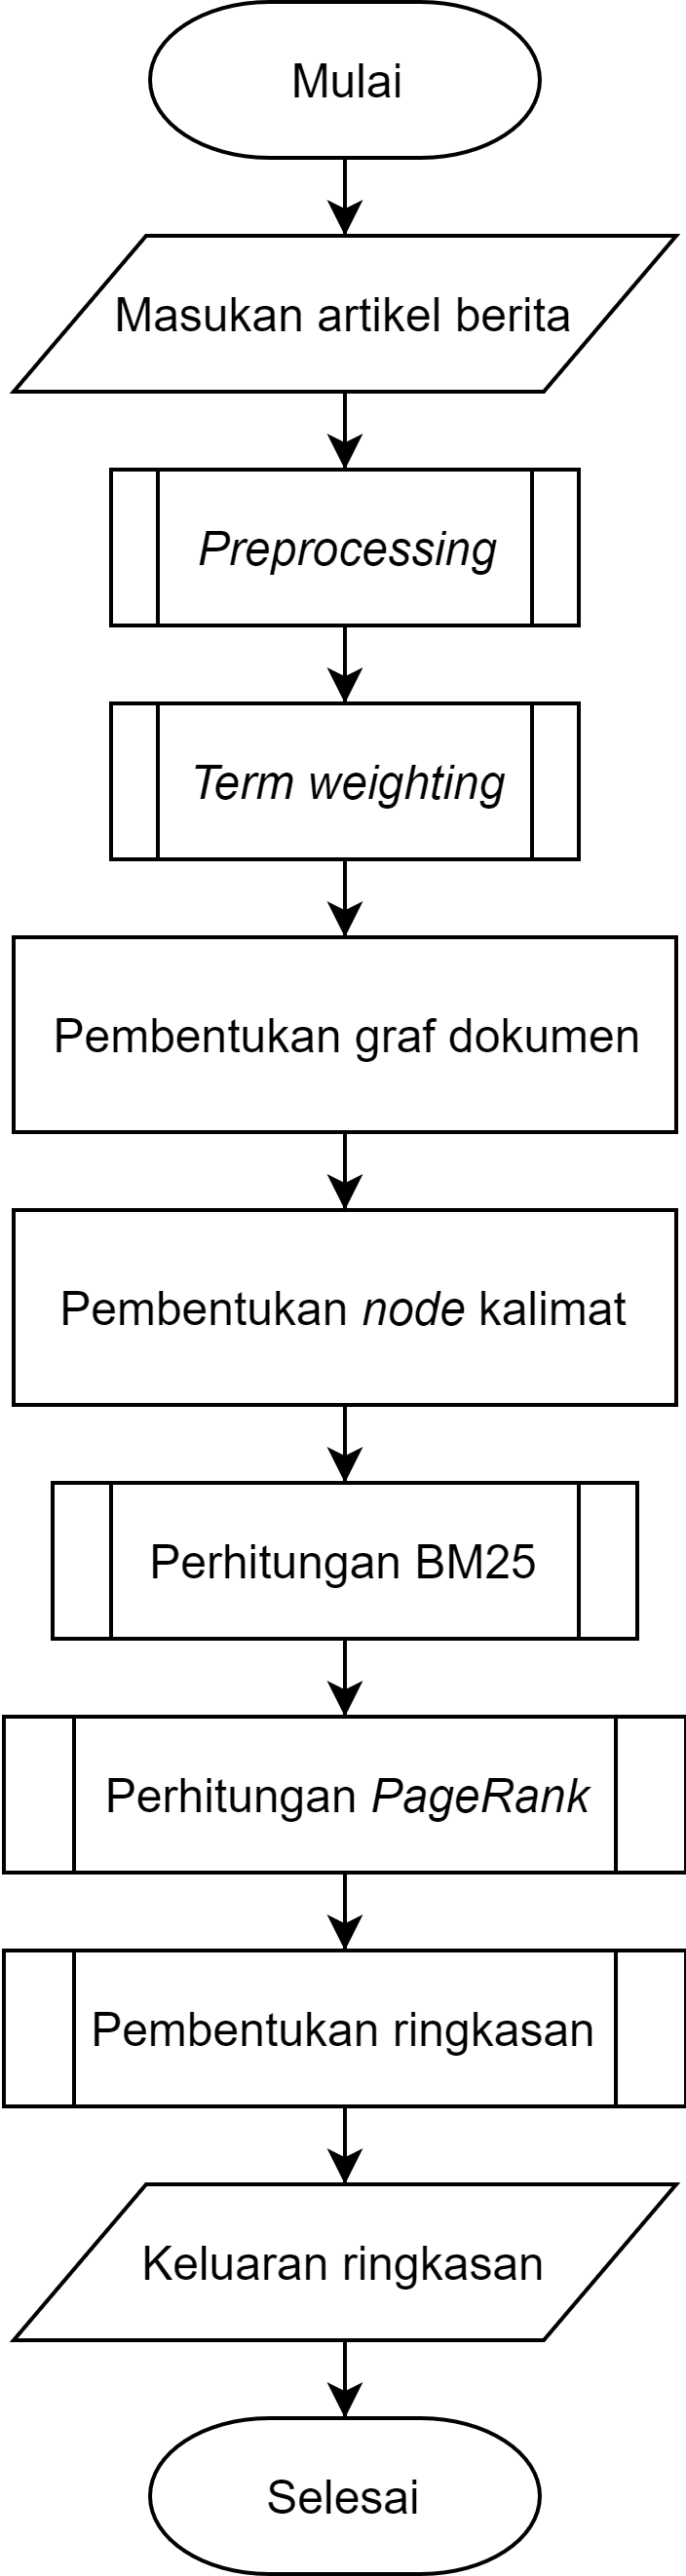 Mulai
Masukan artikel berita
Preprocessing
Term weighting
Pembentukan graf dokumen
Pembentukan node kalimat
Perhitungan BM25
Perhitungan PageRank
Pembentukan ringkasan
Keluaran ringkasan
Selesai